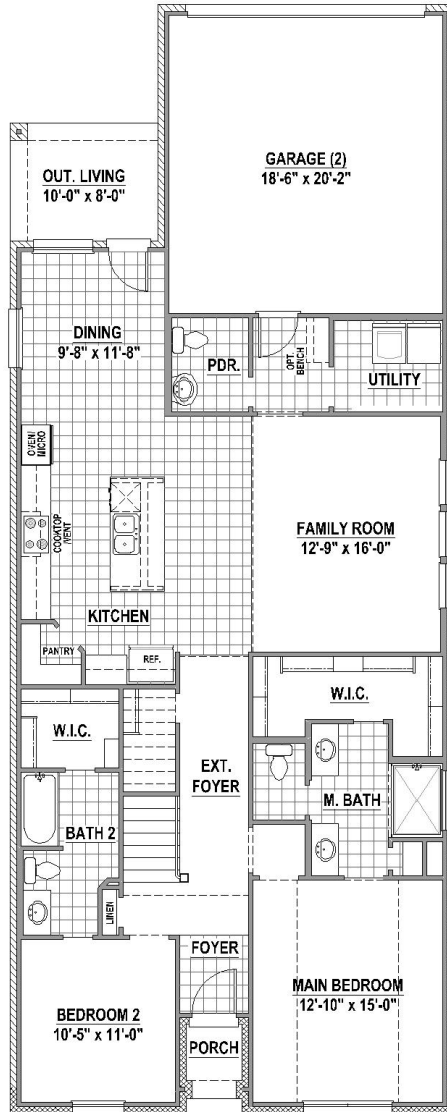 GARAGE (2)
18'-6" x 20'-2"
OUT. LIVING
10'-0" x 8'-0"
DINING
9'-8" x 11'-8"
PDR.
OPT.
BENCH
UTILITY
OVEN/
MICRO
COOKTOP
/VENT
FAMILY ROOM
12'-9" x 16'-0"
KITCHEN
PANTRY
REF.
W.I.C.
W.I.C.
EXT.
FOYER
M. BATH
BATH 2
LINEN
FOYER
MAIN BEDROOM
12'-10" x 15'-0"
BEDROOM 2
10'-5" x 11'-0"
PORCH